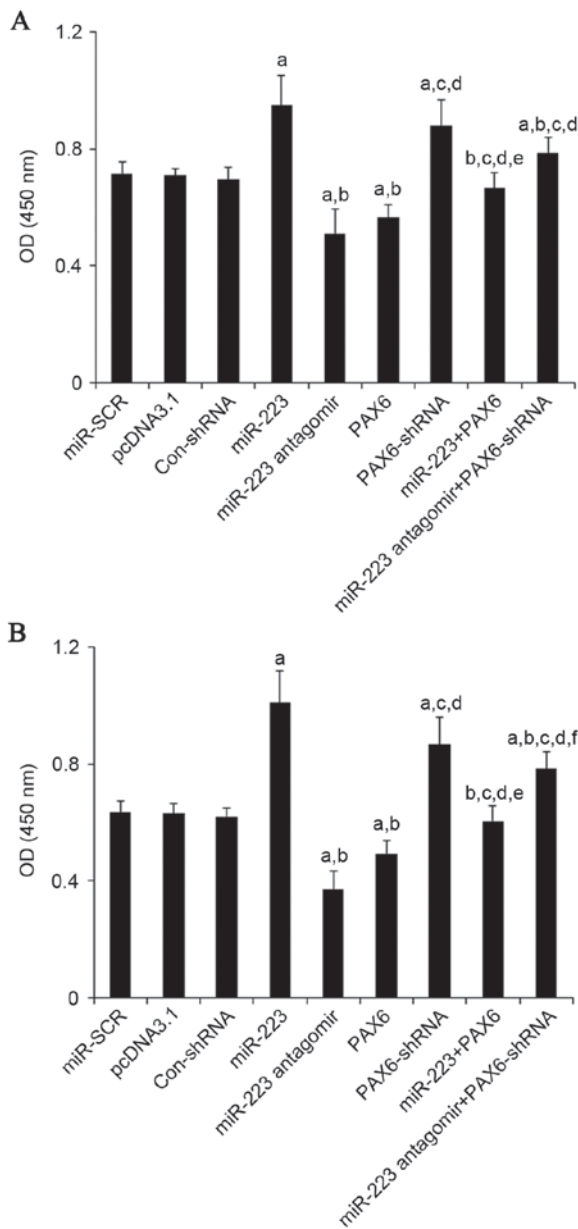 A
1.2
0.8
0.4
0
OD (450 nm)
a
a,b
a,b
a,c,d
b,c,d,e
a,b,c,d
miR-SCR
pcDNA3.1
Con-shRNA
miR-223
miR-223 antagomir
PAX6
PAX6-shRNA
miR-223+PAX6
miR-223 antagomir+PAX6-shRNA
B
1.2
0.8
0.4
0
OD (450 nm)
a
a,b
a,b
a,c,d
b,c,d,e
a,b,c,d,f
miR-SCR
pcDNA3.1
Con-shRNA
miR-223
miR-223 antagomir
PAX6
PAX6-shRNA
miR-223+PAX6
miR-223 antagomir+PAX6-shRNA